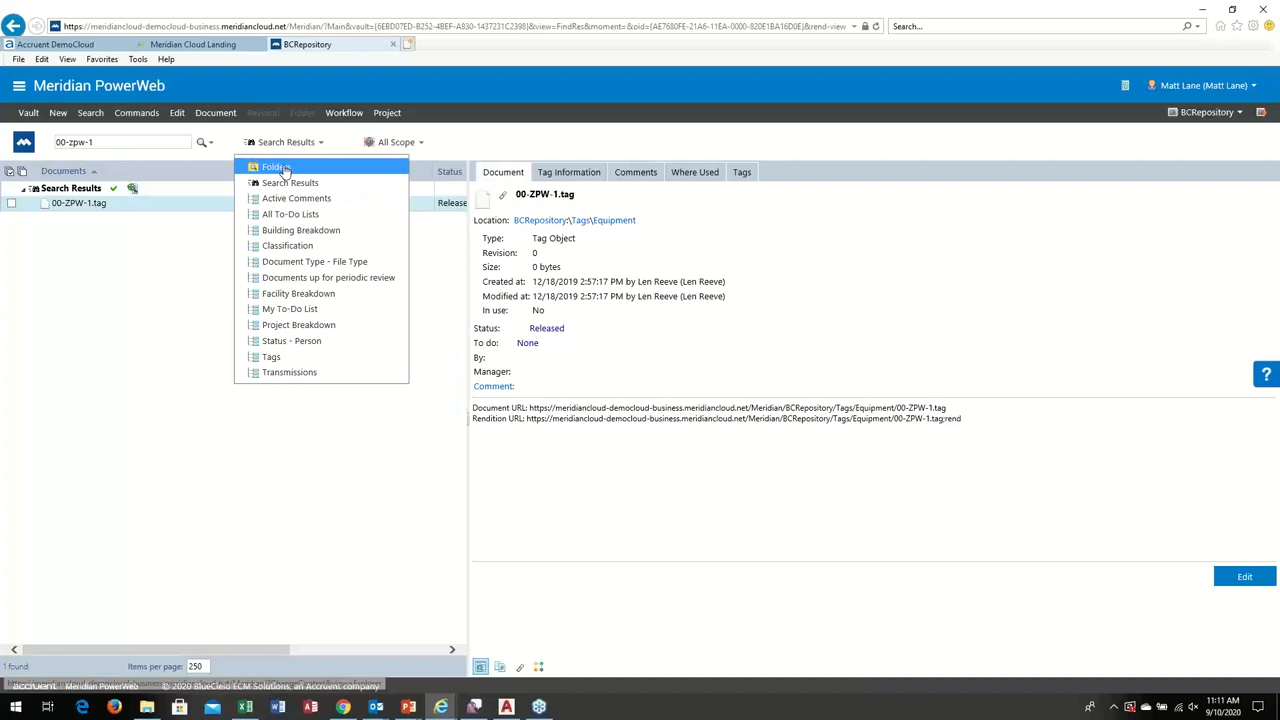 https://meridiancloud-democloud-business.meridiancloud.net/Meridian/?Main&vault={6EBD07ED-B252-4BEF-A830-1437231C2398}&view=FindRes&moment=&oid={AE7680FE-21A6-11EA-0000-820E1BA16D0E}&rend-view
Search...
Accruent DemoCloud
Meridian Cloud Landing
BCRepository
File Edit View Favorites Tools Help
Meridian PowerWeb
Matt Lane (Matt Lane)
Vault New Search Commands Edit Document Revision Folder Workflow Project
BCRepository
00-zpw-1
Search Results
All Scope
Documents
Status
Search Results
00-ZPW-1.tag
Release
Folders
Search Results
Active Comments
All To-Do Lists
Building Breakdown
Classification
Document Type - File Type
Documents up for periodic review
Facility Breakdown
My To-Do List
Project Breakdown
Status - Person
Tags
Transmissions
Document Tag Information Comments Where Used Tags
00-ZPW-1.tag
Location: BCRepository:\Tags\Equipment
Type: Tag Object
Revision: 0
Size: 0 bytes
Created at: 12/18/2019 2:57:17 PM by Len Reeve (Len Reeve)
Modified at: 12/18/2019 2:57:17 PM by Len Reeve (Len Reeve)
In use: No
Status: Released
To do: None
By:
Manager:
Comment:
Document URL: https://meridiancloud-democloud-business.meridiancloud.net/Meridian/BCRepository/Tags/Equipment/00-ZPW-1.tag
Rendition URL: https://meridiancloud-democloud-business.meridiancloud.net/Meridian/BCRepository/Tags/Equipment/00-ZPW-1.tag;rend
?
Edit
1 found.
Items per page: 250
accruent Meridian PowerWeb © 2020 BlueCielo ECM Solutions, an Accruent company
11:11 AM
9/10/2020